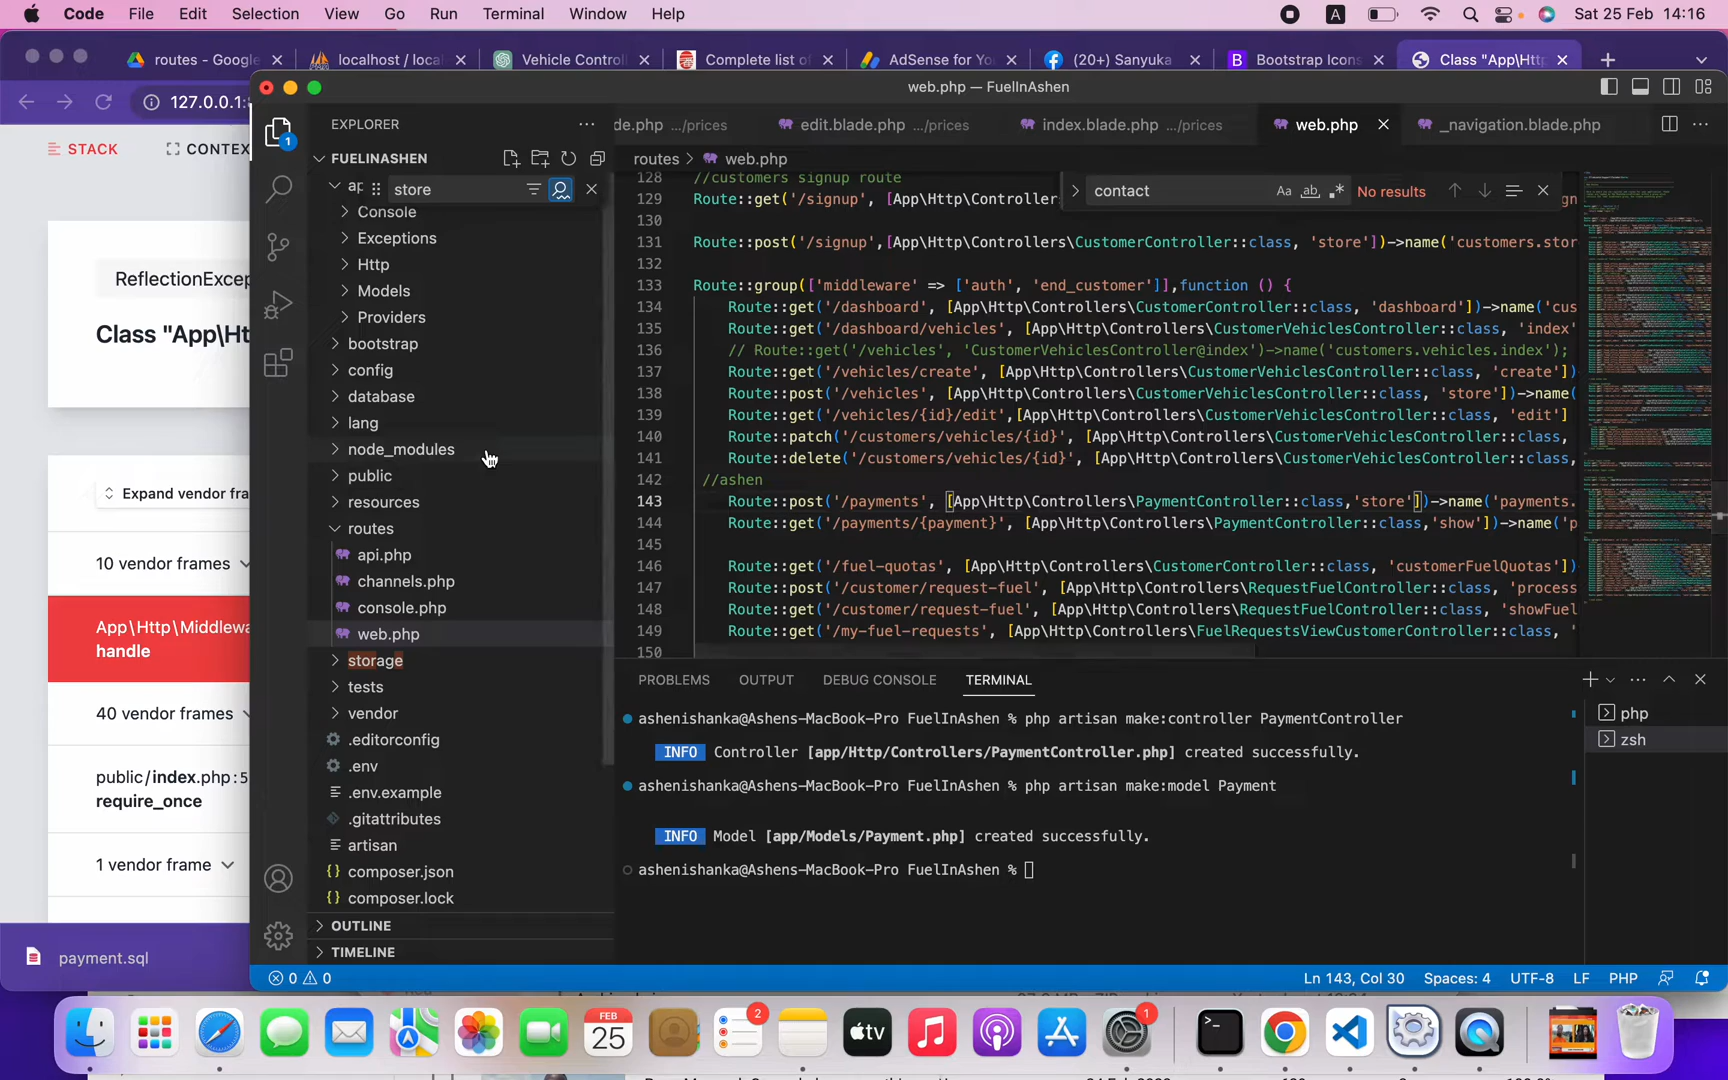 Code File Edit Selection View Go Run Terminal Window Help A Sat 25 Feb 14:16
routes - Google localhost / local Vehicle Control Complete list of AdSense for Yo (20+) Sanyuka B Bootstrap Icons Class "App\Htt
127.0.0.1: web.php — FuelInAshen
EXPLORER de.php .../prices edit.blade.php .../prices index.blade.php .../prices web.php _navigation.blade.php
STACK CONTEX
FUELINASHEN routes > web.php
ap store contact Aa ab No results
Console
Exceptions
Http
Models
Providers
bootstrap
config
database
lang
node_modules
public
resources
routes
api.php
channels.php
console.php
web.php
storage
tests
vendor
.editorconfig
.env
.env.example
.gitattributes
artisan
composer.json
composer.lock
OUTLINE
TIMELINE
ReflectionExcep
Class "App\Ht
Expand vendor fra
10 vendor frames
App\Http\Middlewa
handle
40 vendor frames
public/index.php:5
require_once
1 vendor frame
payment.sql
128 //customers signup route
129 Route::get('/signup', [App\Http\Controller
130
131 Route::post('/signup',[App\Http\Controllers\CustomerController::class, 'store'])->name('customers.stor
132
133 Route::group(['middleware' => ['auth', 'end_customer']],function () {
134 Route::get('/dashboard', [App\Http\Controllers\CustomerController::class, 'dashboard'])->name('cus
135 Route::get('/dashboard/vehicles', [App\Http\Controllers\CustomerVehiclesController::class, 'index'
136 // Route::get('/vehicles', 'CustomerVehiclesController@index')->name('customers.vehicles.index');
137 Route::get('/vehicles/create', [App\Http\Controllers\CustomerVehiclesController::class, 'create'])
138 Route::post('/vehicles', [App\Http\Controllers\CustomerVehiclesController::class, 'store'])->name(
139 Route::get('/vehicles/{id}/edit',[App\Http\Controllers\CustomerVehiclesController::class, 'edit']
140 Route::patch('/customers/vehicles/{id}', [App\Http\Controllers\CustomerVehiclesController::class,
141 Route::delete('/customers/vehicles/{id}', [App\Http\Controllers\CustomerVehiclesController::class,
142 //ashen
143 Route::post('/payments', [App\Http\Controllers\PaymentController::class,'store'])->name('payments.
144 Route::get('/payments/{payment}', [App\Http\Controllers\PaymentController::class,'show'])->name('p
145
146 Route::get('/fuel-quotas', [App\Http\Controllers\CustomerController::class, 'customerFuelQuotas'])
147 Route::post('/customer/request-fuel', [App\Http\Controllers\RequestFuelController::class, 'process
148 Route::get('/customer/request-fuel', [App\Http\Controllers\RequestFuelController::class, 'showFuel
149 Route::get('/my-fuel-requests', [App\Http\Controllers\FuelRequestsViewCustomerController::class, '
150
PROBLEMS OUTPUT DEBUG CONSOLE TERMINAL
ashenishanka@Ashens-MacBook-Pro FuelInAshen % php artisan make:controller PaymentController
INFO Controller [app/Http/Controllers/PaymentController.php] created successfully.
ashenishanka@Ashens-MacBook-Pro FuelInAshen % php artisan make:model Payment
INFO Model [app/Models/Payment.php] created successfully.
ashenishanka@Ashens-MacBook-Pro FuelInAshen %
php
zsh
0 0 Ln 143, Col 30 Spaces: 4 UTF-8 LF PHP
FEB
25
2
tv
1